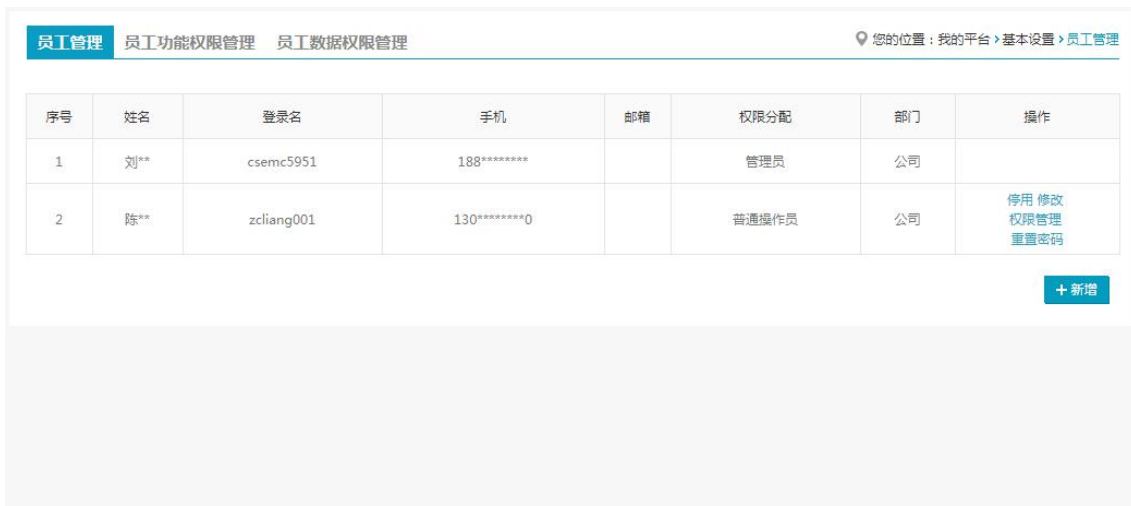 员工管理 员工功能权限管理 员工数据权限管理 您的位置：我的平台>基本设置>员工管理
序号 姓名 登录名 手机 邮箱 权限分配 部门 操作
1 刘** csemc5951 188******** 管理员 公司
2 陈** zcliang001 130********0 普通操作员 公司 停用 修改
权限管理
重置密码
+新增